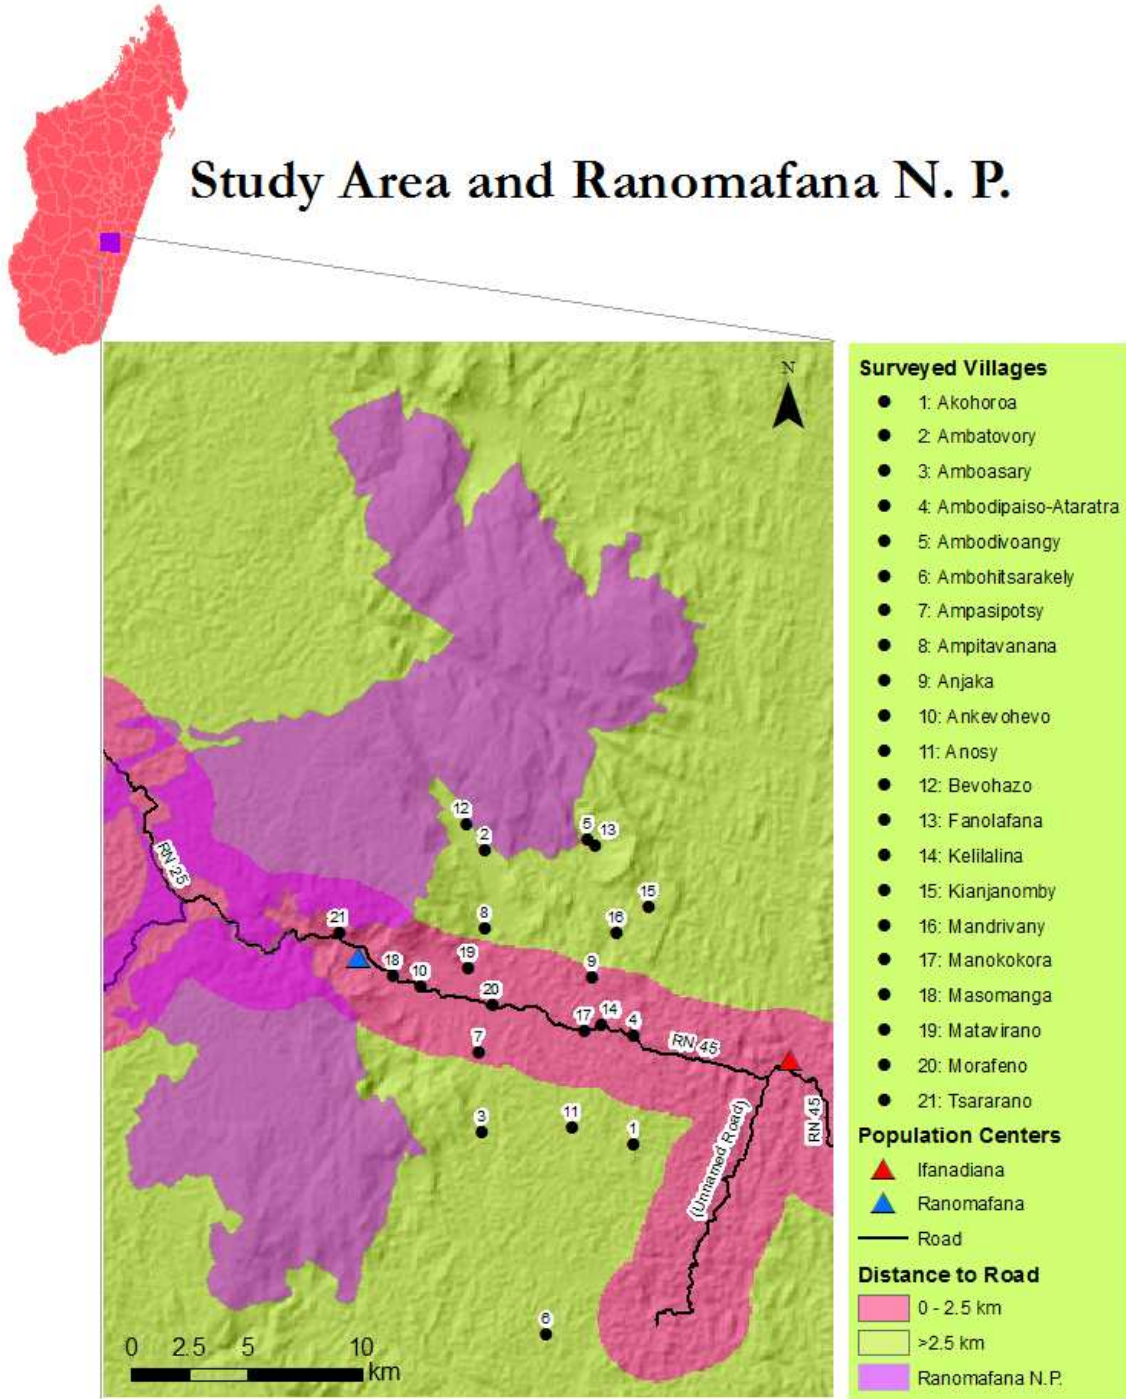 Study Area and Ranomafana N. P.
N
12
2
5
13
15
8
16
21
RN 25
18
10
19
9
20
17
14
4
RN 45
7
3
11
1
(Unnamed Road)
RN 45
6
0 2.5 5 10
km
Surveyed Villages
1: Akohoroa
2: Ambatovory
3: Amboasary
4: Ambodipaiso-Ataratra
5: Ambodivoangy
6: Ambohitsarakely
7: Ampasipotsy
8: Ampitavanana
9: Anjaka
10: Ankevohevo
11: Anosy
12: Bevohazo
13: Fanolafana
14: Kelilalina
15: Kianjanomby
16: Mandrivany
17: Manokokora
18: Masomanga
19: Matavirano
20: Morafeno
21: Tsararano
Population Centers
Ifanadiana
Ranomafana
Road
Distance to Road
0 - 2.5 km
>2.5 km
Ranomafana N.P.